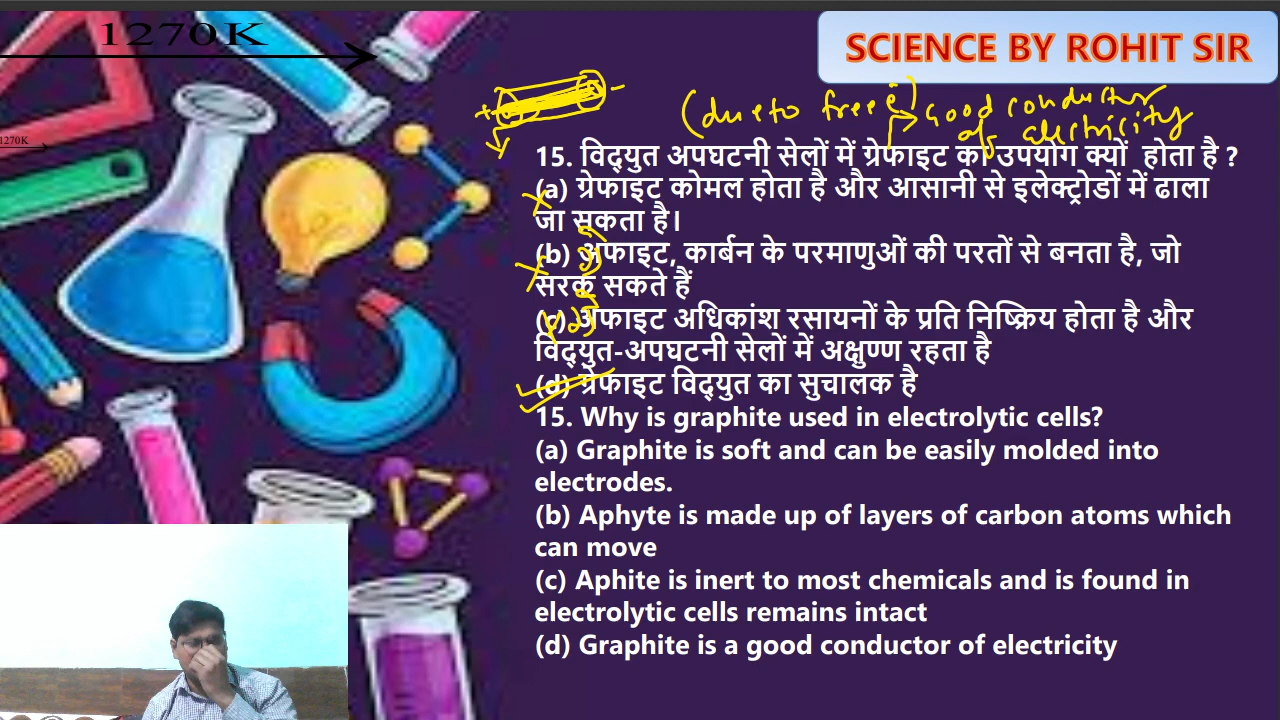 1270K
SCIENCE BY ROHIT SIR
1270K
(due to free e⁻) → Good conductor
of electricity
15. विद्युत अपघटनी सेलों में ग्रेफाइट का उपयोग क्यों होता है ?
(a) ग्रेफाइट कोमल होता है और आसानी से इलेक्ट्रोडों में ढाला
जा सकता है।
(b) अफाइट, कार्बन के परमाणुओं की परतों से बनता है, जो
सरक सकते हैं
(c) अफाइट अधिकांश रसायनों के प्रति निष्क्रिय होता है और
विद्युत-अपघटनी सेलों में अक्षुण्ण रहता है
(d) ग्रेफाइट विद्युत का सुचालक है
15. Why is graphite used in electrolytic cells?
(a) Graphite is soft and can be easily molded into
electrodes.
(b) Aphyte is made up of layers of carbon atoms which
can move
(c) Aphite is inert to most chemicals and is found in
electrolytic cells remains intact
(d) Graphite is a good conductor of electricity